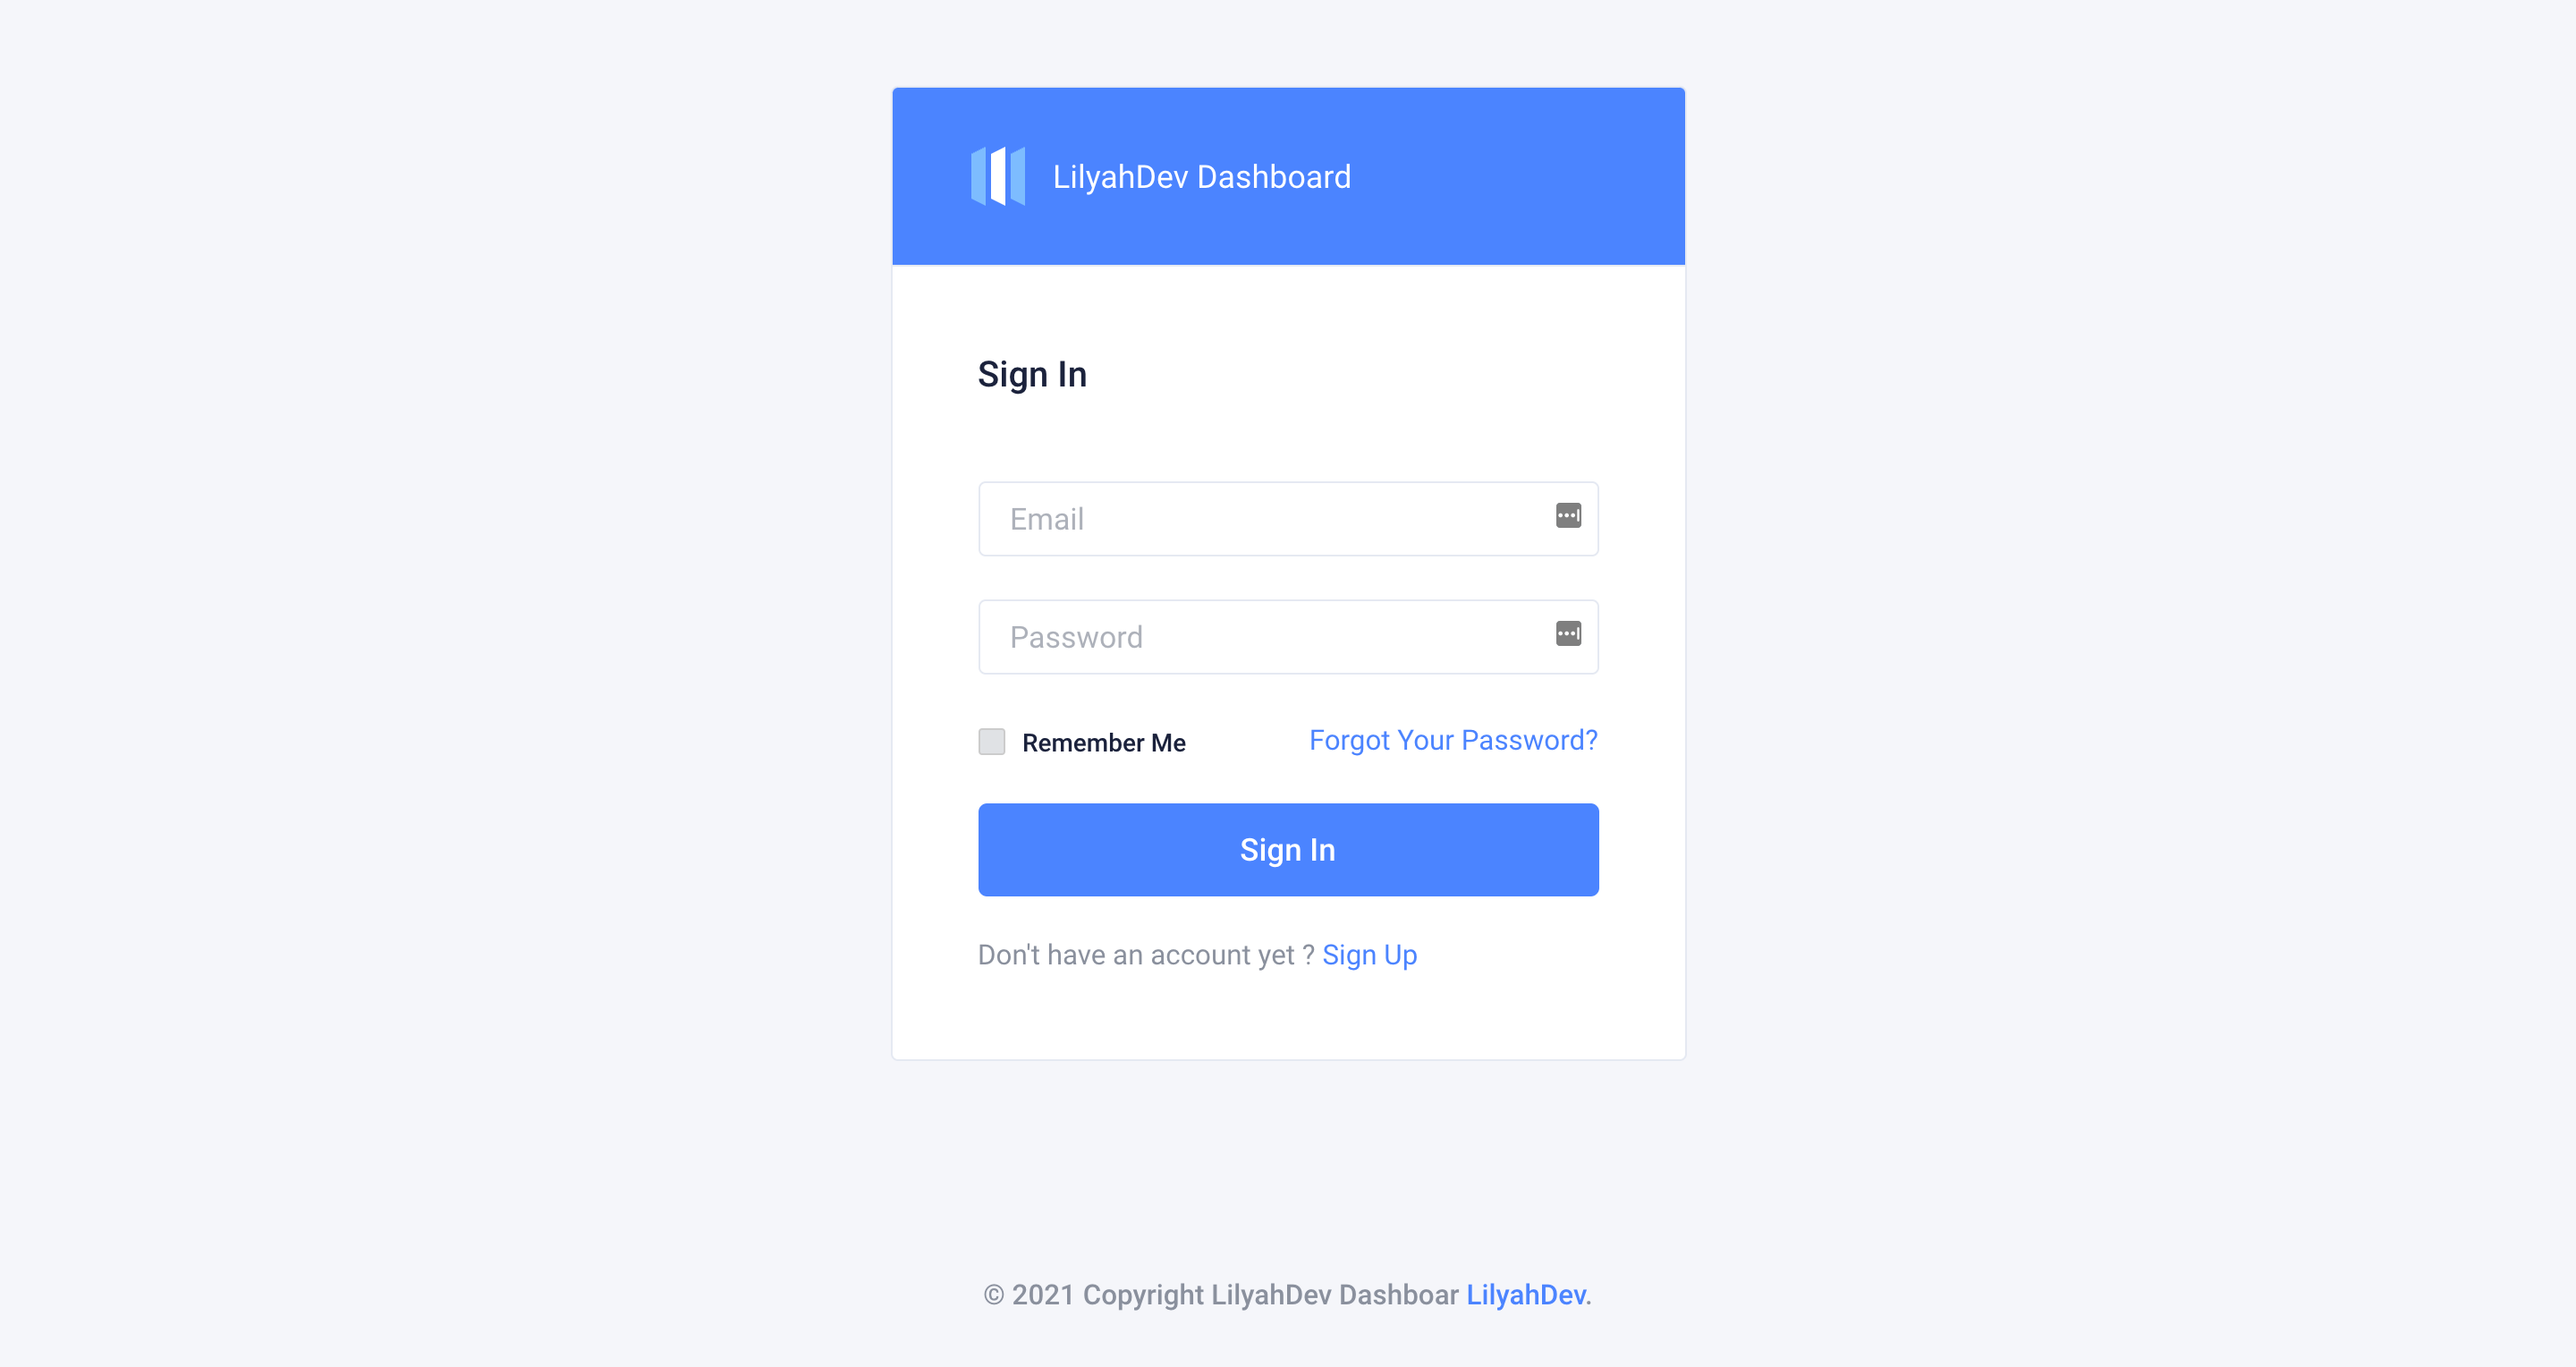 LilyahDev Dashboard
Sign In
Email
Password
Remember Me Forgot Your Password?
Sign In
Don't have an account yet ? Sign Up
© 2021 Copyright LilyahDev Dashboar LilyahDev.